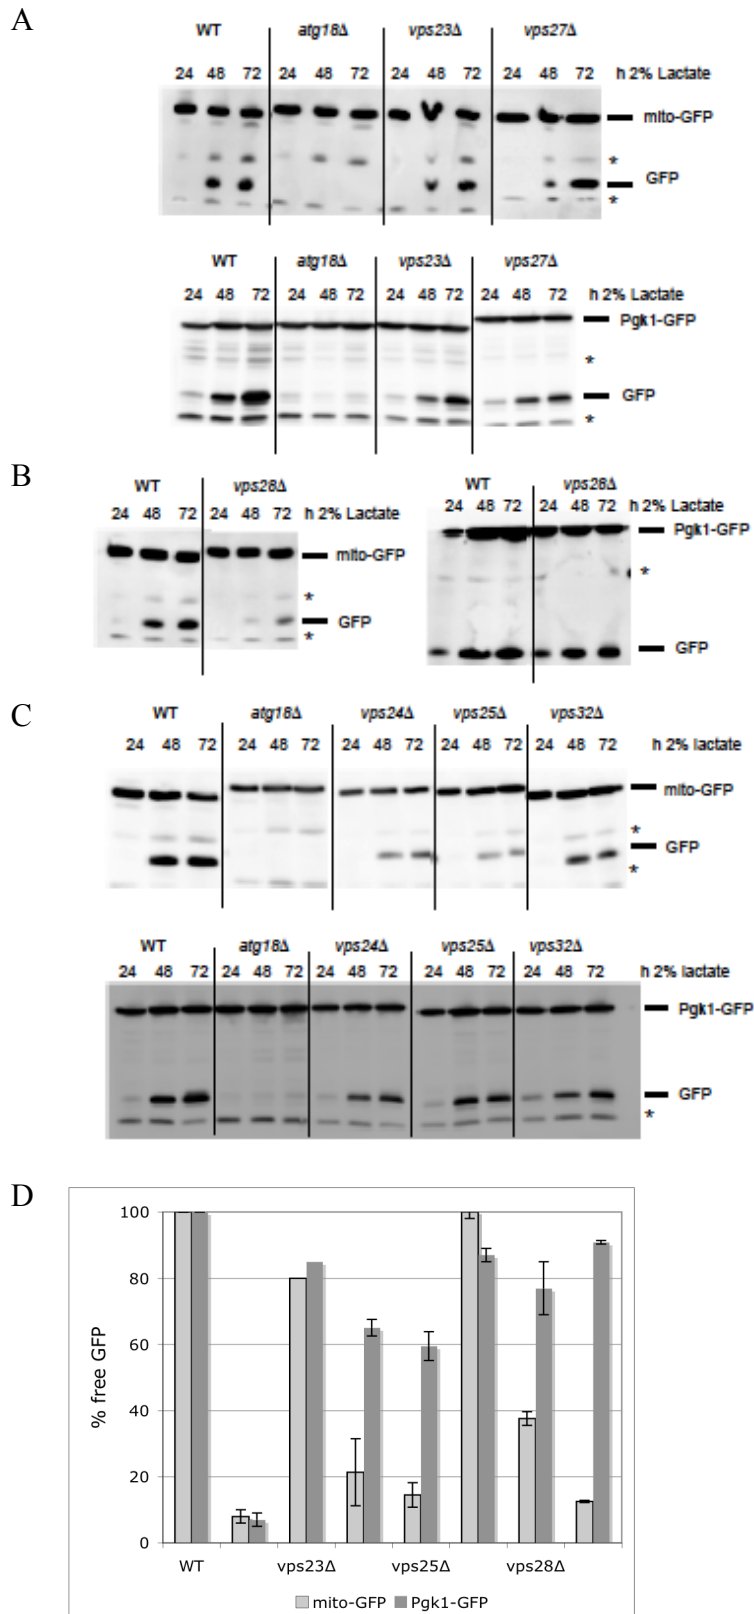 A
WT atg18Δ vps23Δ vps27Δ
24 48 72 24 48 72 24 48 72 24 48 72 h 2% Lactate
mito-GFP
*
GFP
*
WT atg18Δ vps23Δ vps27Δ
24 48 72 24 48 72 24 48 72 24 48 72 h 2% Lactate
Pgk1-GFP
*
GFP
*
B
WT vps28Δ
24 48 72 24 48 72 h 2% Lactate
mito-GFP
*
GFP
*
WT vps28Δ
24 48 72 24 48 72 h 2% Lactate
Pgk1-GFP
*
GFP
C
WT atg18Δ vps24Δ vps25Δ vps32Δ
24 48 72 24 48 72 24 48 72 24 48 72 24 48 72 h 2% lactate
mito-GFP
*
GFP
*
WT atg18Δ vps24Δ vps25Δ vps32Δ
24 48 72 24 48 72 24 48 72 24 48 72 24 48 72 h 2% lactate
Pgk1-GFP
GFP
*
D
% free GFP
100
80
60
40
20
0
WT vps23Δ vps25Δ vps28Δ
mito-GFP Pgk1-GFP